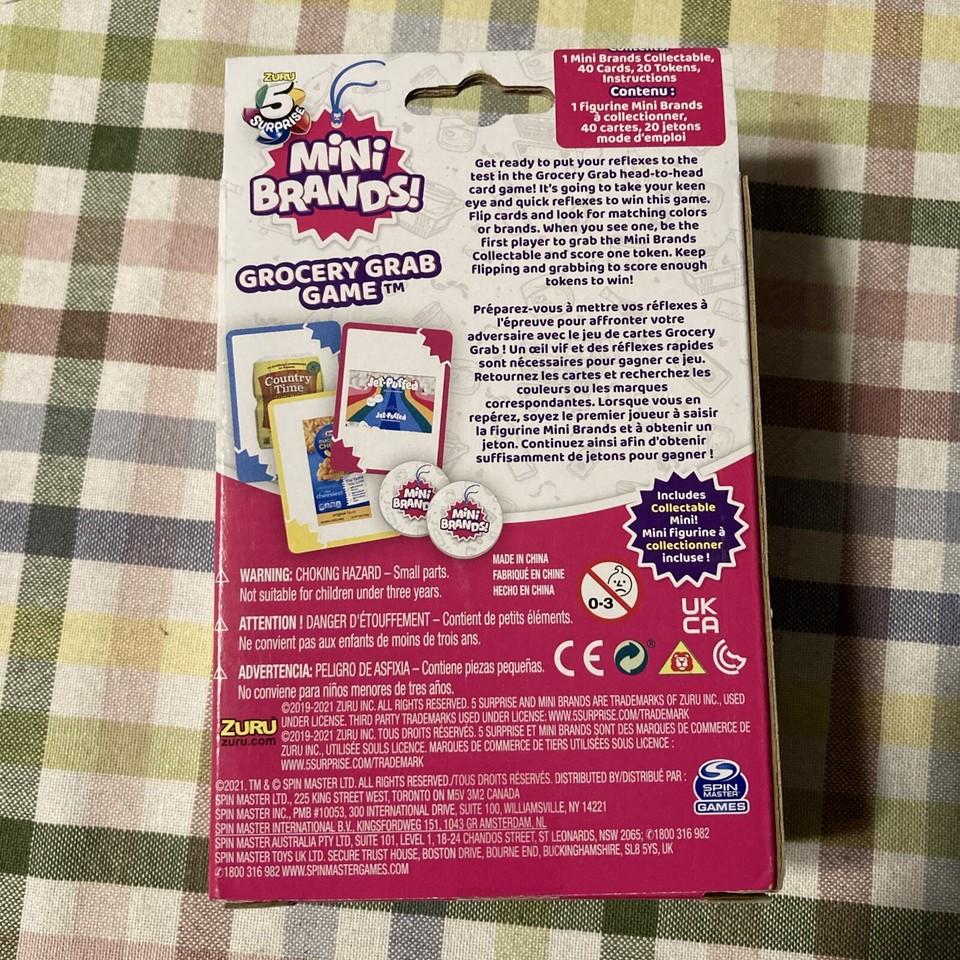 ZURU
5
SURPRISE
MINI
BRANDS!
GROCERY GRAB
GAME™
Contents:
1 Mini Brands Collectable,
40 Cards, 20 Tokens,
Instructions
Contenu :
1 figurine Mini Brands
à collectionner,
40 cartes, 20 jetons
mode d'emploi
Get ready to put your reflexes to the
test in the Grocery Grab head-to-head
card game! It's going to take your keen
eye and quick reflexes to win this game.
Flip cards and look for matching colors
or brands. When you see one, be the
first player to grab the Mini Brands
Collectable and score one token. Keep
flipping and grabbing to score enough
tokens to win!
Préparez-vous à mettre vos réflexes à
l'épreuve pour affronter votre
adversaire avec le jeu de cartes Grocery
Grab ! Un œil vif et des réflexes rapides
sont nécessaires pour gagner ce jeu.
Retournez les cartes et recherchez les
couleurs ou les marques
correspondantes. Lorsque vous en
repérez, soyez le premier joueur à saisir
la figurine Mini Brands et à obtenir un
jeton. Continuez ainsi afin d'obtenir
suffisamment de jetons pour gagner !
Country
Time
Jet-Puffed
Jet-Puffed
MINI
BRANDS!
MINI
BRANDS!
Includes
Collectable
Mini!
Mini figurine à
collectionner
incluse !
WARNING: CHOKING HAZARD – Small parts.
Not suitable for children under three years.
MADE IN CHINA
FABRIQUÉ EN CHINE
HECHO EN CHINA
0-3
UK
CA
ATTENTION ! DANGER D'ÉTOUFFEMENT – Contient de petits éléments.
Ne convient pas aux enfants de moins de trois ans.
CE
®
ADVERTENCIA: PELIGRO DE ASFIXIA – Contiene piezas pequeñas.
No conviene para niños menores de tres años.
ZURU
zuru.com
©2019-2021 ZURU INC. ALL RIGHTS RESERVED. 5 SURPRISE AND MINI BRANDS ARE TRADEMARKS OF ZURU INC., USED
UNDER LICENSE. THIRD PARTY TRADEMARKS USED UNDER LICENSE: WWW.5SURPRISE.COM/TRADEMARK
©2019-2021 ZURU INC. TOUS DROITS RÉSERVÉS. 5 SURPRISE ET MINI BRANDS SONT DES MARQUES DE COMMERCE DE
ZURU INC., UTILISÉE SOULS LICENCE. MARQUES DE COMMERCE DE TIERS UTILISÉES SOUS LICENCE :
WWW.5SURPRISE.COM/TRADEMARK
©2021. TM & © SPIN MASTER LTD. ALL RIGHTS RESERVED./TOUS DROITS RÉSERVÉS. DISTRIBUTED BY/DISTRIBUÉ PAR :
SPIN MASTER LTD., 225 KING STREET WEST, TORONTO ON M5V 3M2 CANADA
SPIN MASTER INC., PMB #10053, 300 INTERNATIONAL DRIVE, SUITE 100, WILLIAMSVILLE, NY 14221
SPIN MASTER INTERNATIONAL B.V., KINGSFORDWEG 151, 1043 GR AMSTERDAM, NL
SPIN MASTER AUSTRALIA PTY LTD, SUITE 101, LEVEL 1, 18-24 CHANDOS STREET, ST LEONARDS, NSW 2065; ✆1800 316 982
SPIN MASTER TOYS UK LTD. SECURE TRUST HOUSE, BOSTON DRIVE, BOURNE END, BUCKINGHAMSHIRE, SL8 5YS, UK
✆1800 316 982 WWW.SPINMASTERGAMES.COM
SPIN
MASTER
GAMES